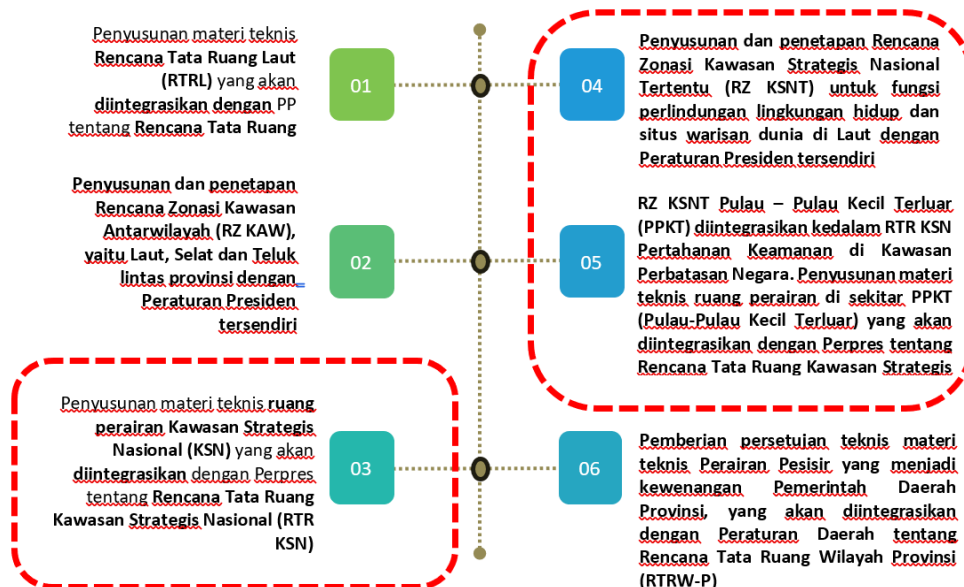 Penyusunan materi teknis
Rencana Tata Ruang Laut
(RTRL) yang akan
diintegrasikan dengan PP
tentang Rencana Tata Ruang
01
Penyusunan dan penetapan
Rencana Zonasi Kawasan
Antarwilayah (RZ KAW),
yaitu Laut, Selat dan Teluk
lintas provinsi dengan
Peraturan Presiden
tersendiri
02
Penyusunan materi teknis ruang
perairan Kawasan Strategis
Nasional (KSN) yang akan
diintegrasikan dengan Perpres
tentang Rencana Tata Ruang
Kawasan Strategis Nasional (RTR
KSN)
03
04
Penyusunan dan penetapan Rencana
Zonasi Kawasan Strategis Nasional
Tertentu (RZ KSNT) untuk fungsi
perlindungan lingkungan hidup dan
situs warisan dunia di Laut dengan
Peraturan Presiden tersendiri
05
RZ KSNT Pulau – Pulau Kecil Terluar
(PPKT) diintegrasikan kedalam RTR KSN
Pertahanan Keamanan di Kawasan
Perbatasan Negara. Penyusunan materi
teknis ruang perairan di sekitar PPKT
(Pulau-Pulau Kecil Terluar) yang akan
diintegrasikan dengan Perpres tentang
Rencana Tata Ruang Kawasan Strategis
06
Pemberian persetujan teknis materi
teknis Perairan Pesisir yang menjadi
kewenangan Pemerintah Daerah
Provinsi, yang akan diintegrasikan
dengan Peraturan Daerah tentang
Rencana Tata Ruang Wilayah Provinsi
(RTRW-P)